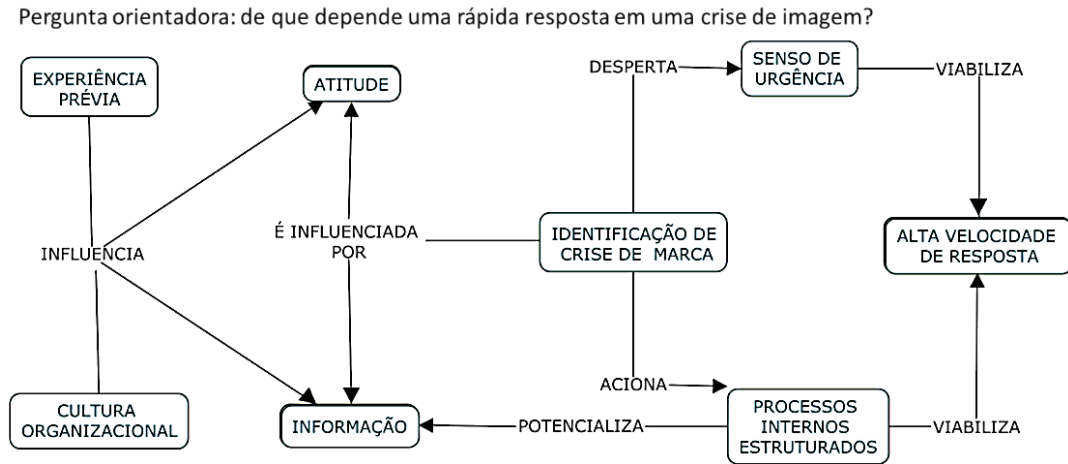 Pergunta orientadora: de que depende uma rápida resposta em uma crise de imagem?
EXPERIÊNCIA
PRÉVIA
ATITUDE
DESPERTA
SENSO DE
URGÊNCIA
VIABILIZA
INFLUENCIA
É INFLUENCIADA
POR
IDENTIFICAÇÃO DE
CRISE DE MARCA
ALTA VELOCIDADE
DE RESPOSTA
ACIONA
CULTURA
ORGANIZACIONAL
INFORMAÇÃO
POTENCIALIZA
PROCESSOS
INTERNOS
ESTRUTURADOS
VIABILIZA